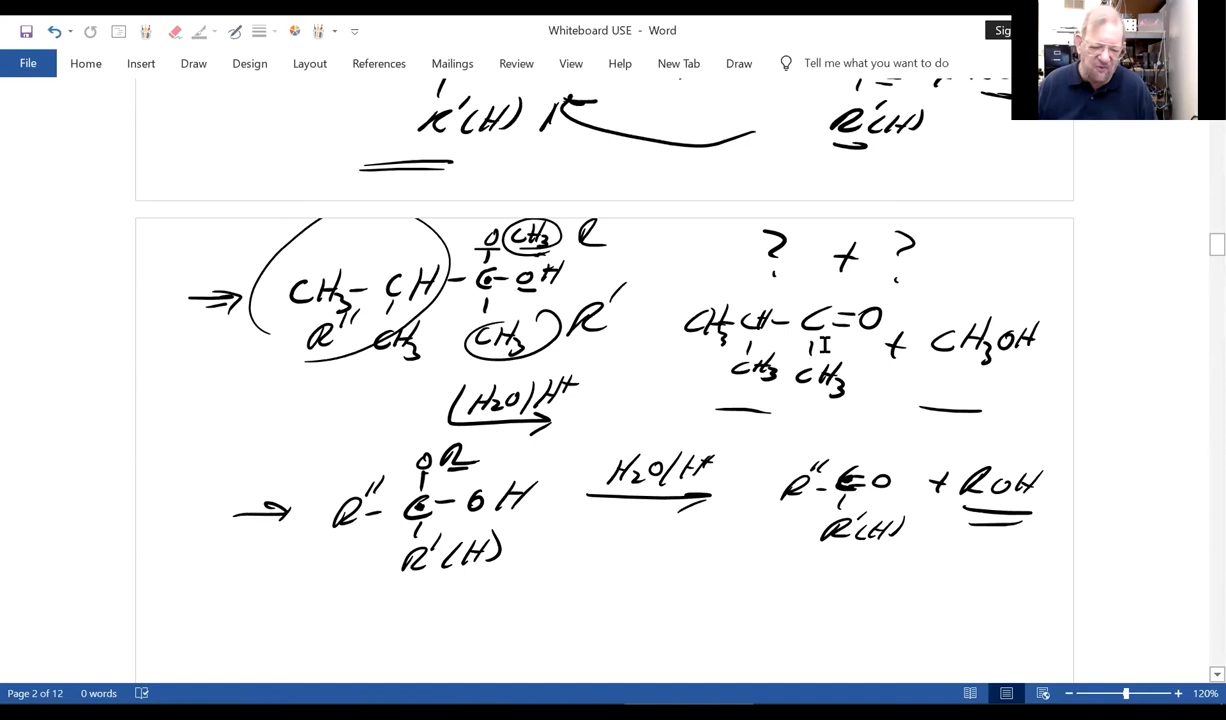 Whiteboard USE - Word
Sig
File Home Insert Draw Design Layout References Mailings Review View Help New Tab Draw Tell me what you want to do
R'(H) R'(H)
O CH3 R ? + ?
⇒ CH3 - CH - C - OH
R'' CH3 CH3 R'
CH3CH - C = O + CH3OH
CH3 CH3
(H2O)H+
OR
→ R'' - C - OH H2O/H+ R'' - C = O + ROH
R'(H) R'(H)
Page 2 of 12 0 words 120%